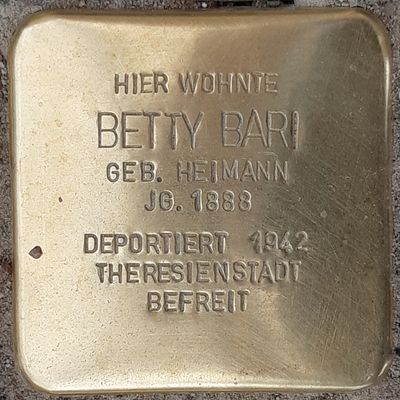 HIER WOHNTE
BETTY BARI
GEB. HEIMANN
JG. 1888
DEPORTIERT 1942
THERESIENSTADT
BEFREIT